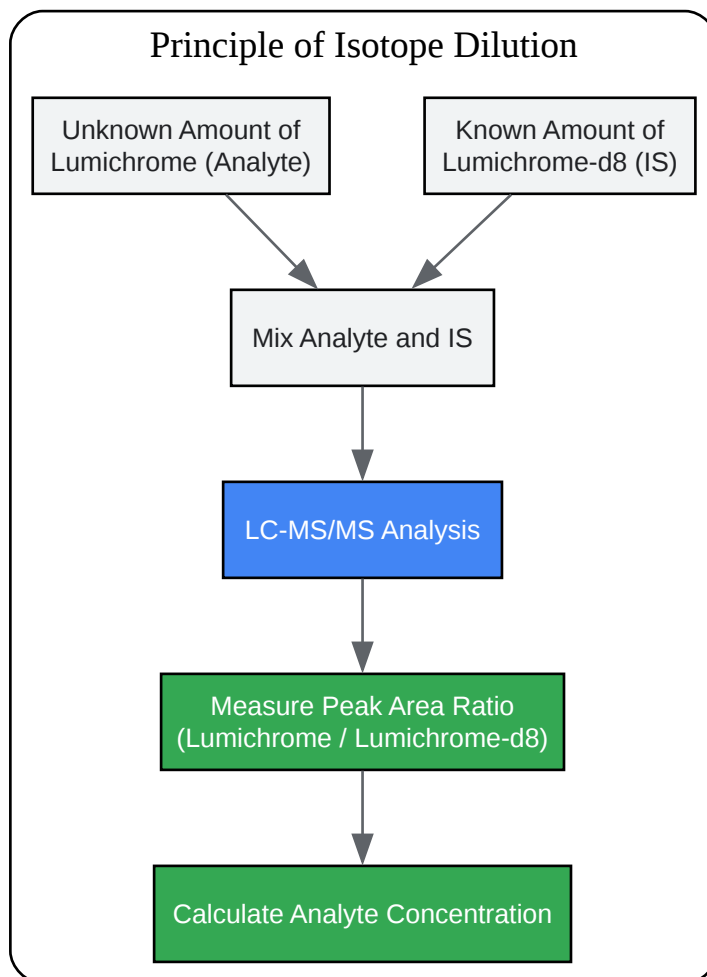 Principle of Isotope Dilution
Unknown Amount of
Lumichrome (Analyte)
Known Amount of
Lumichrome-d8 (IS)
Mix Analyte and IS
LC-MS/MS Analysis
Measure Peak Area Ratio
(Lumichrome / Lumichrome-d8)
Calculate Analyte Concentration